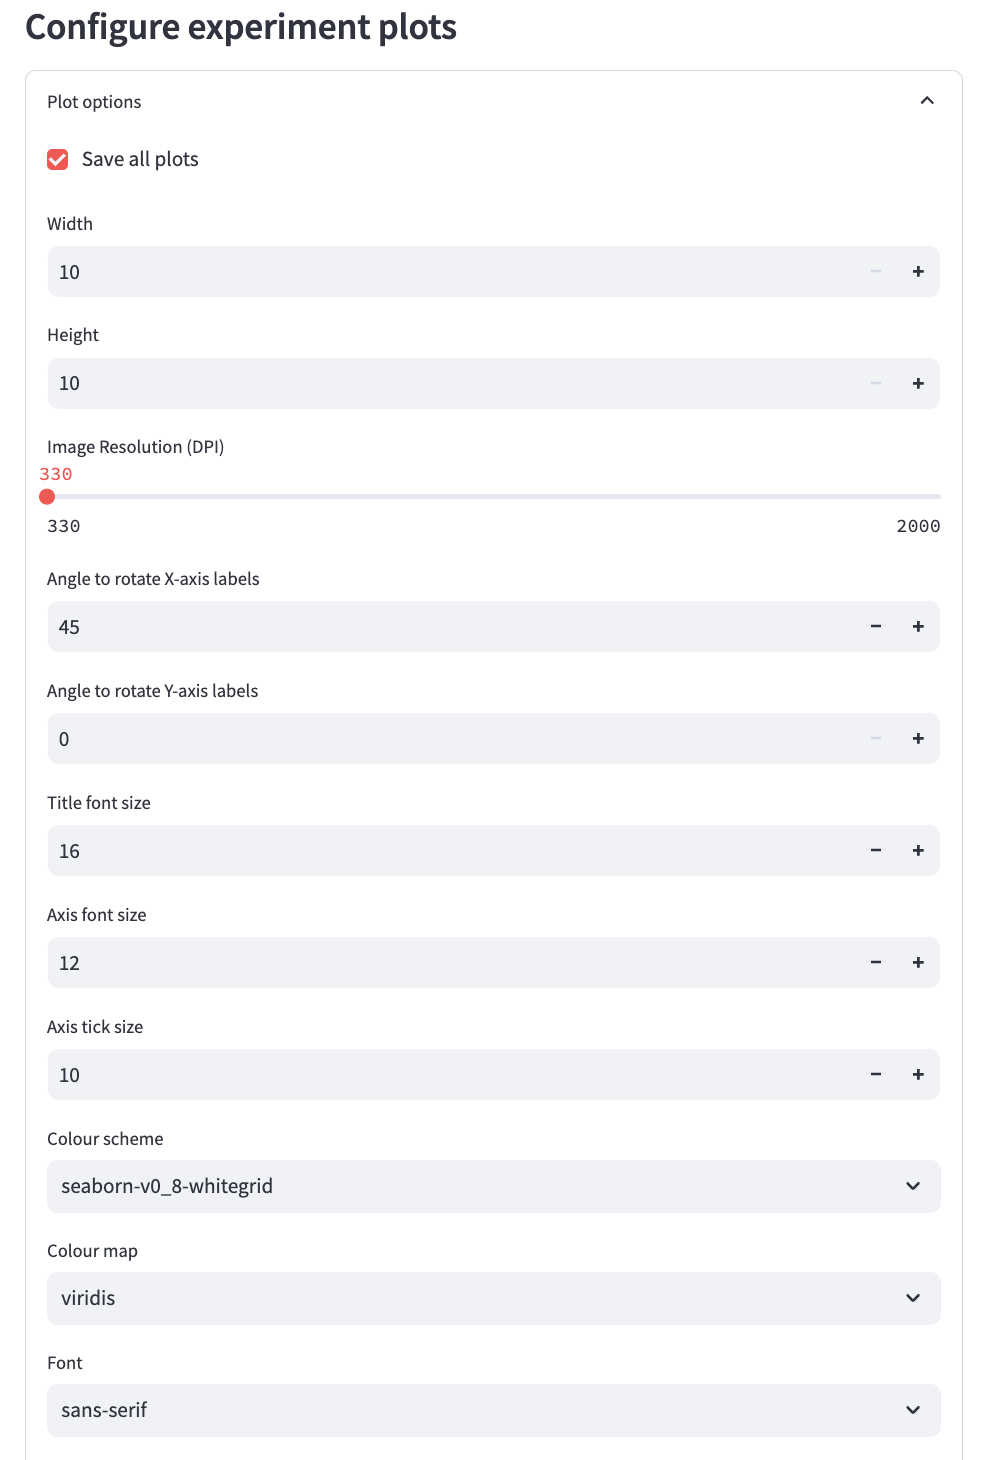 Configure experiment plots
Plot options
Save all plots
Width
10
Height
10
Image Resolution (DPI)
330
330 2000
Angle to rotate X-axis labels
45
Angle to rotate Y-axis labels
0
Title font size
16
Axis font size
12
Axis tick size
10
Colour scheme
seaborn-v0_8-whitegrid
Colour map
viridis
Font
sans-serif